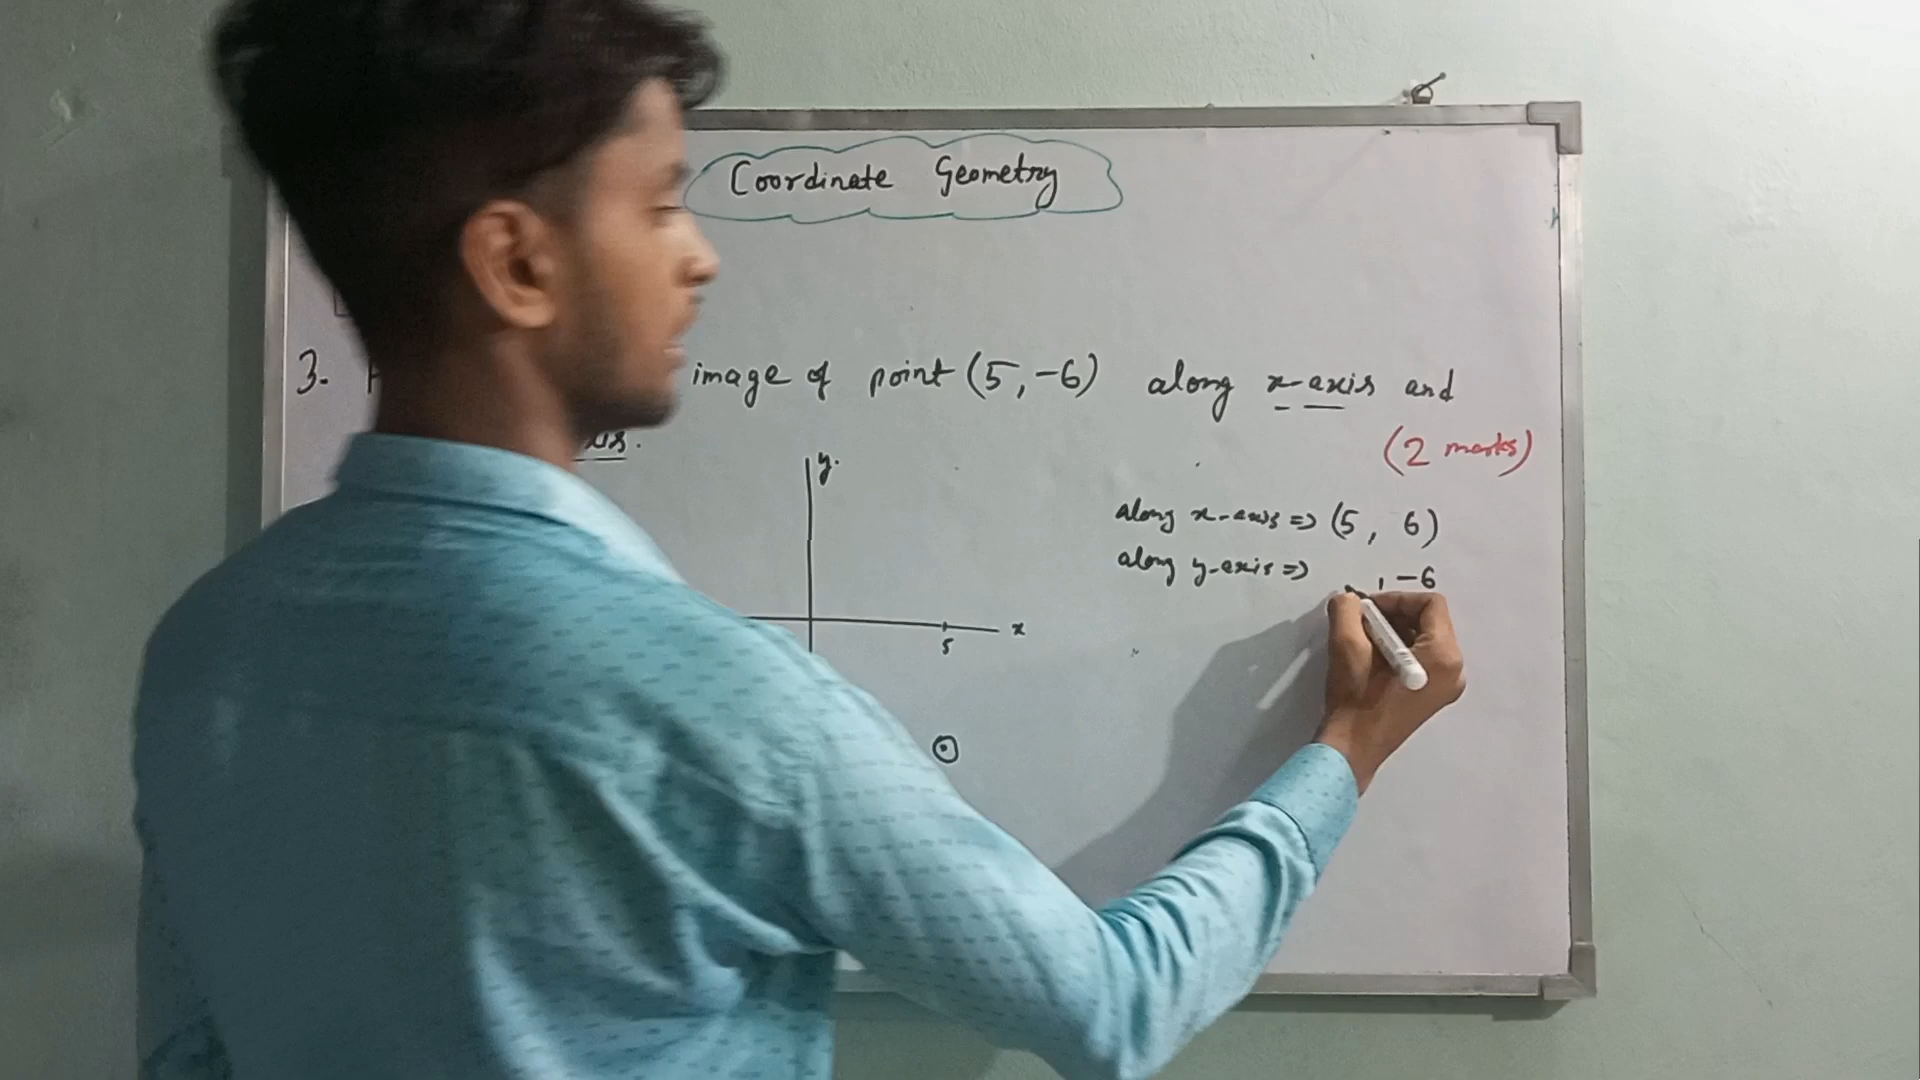 Coordinate Geometry
3. image of point (5, -6) along x-axis and
(2 marks)
y.
along x-axis => (5, 6)
along y-axis => , -6
x
5